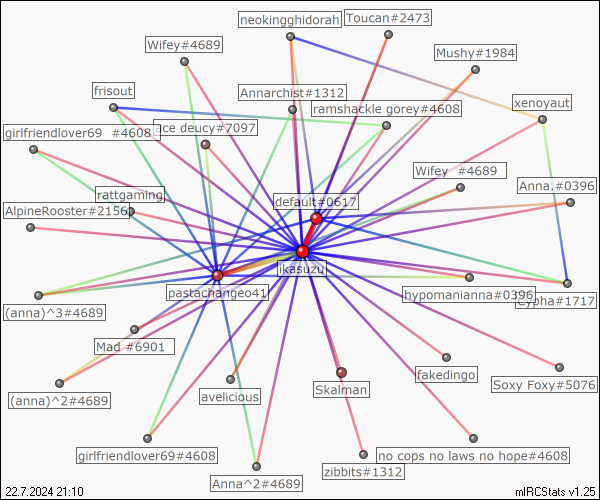 neokingghidorah
Toucan#2473
Wifey#4689
Mushy#1984
frisout
Annarchist#1312
ramshackle gorey#4608
xenoyaut
girlfriendlover69 #4608
ace deucy#7097
Wifey #4689
Anna.#0396
rattgaming
default#0617
AlpineRooster#2156
ikasuzu
pastachangeo41
hypomanianna#0396
Cypha#1717
(anna)^3#4689
Mad #6901
fakedingo
Soxy Foxy#5076
(anna)^2#4689
avelicious
Skalman
girlfriendlover69#4608
no cops no laws no hope#4608
zibbits#1312
Anna^2#4689
22.7.2024 21:10
mIRCStats v1.25